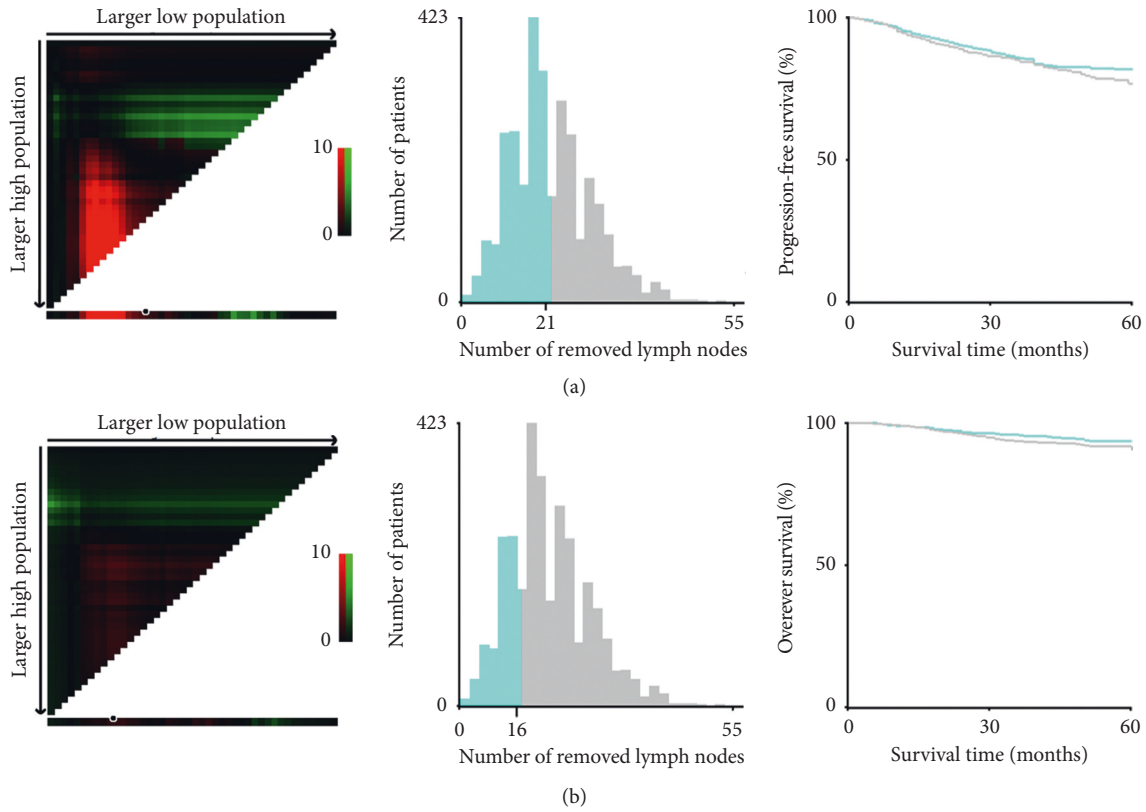 Larger low population
Larger high population
10
0
423
Number of patients
0
0
21
55
Number of removed lymph nodes
100
Progression-free survival (%)
50
0
0
30
60
Survival time (months)
(a)
Larger low population
Larger high population
10
0
423
Number of patients
0
0
16
55
Number of removed lymph nodes
100
Overever survival (%)
50
0
0
30
60
Survival time (months)
(b)